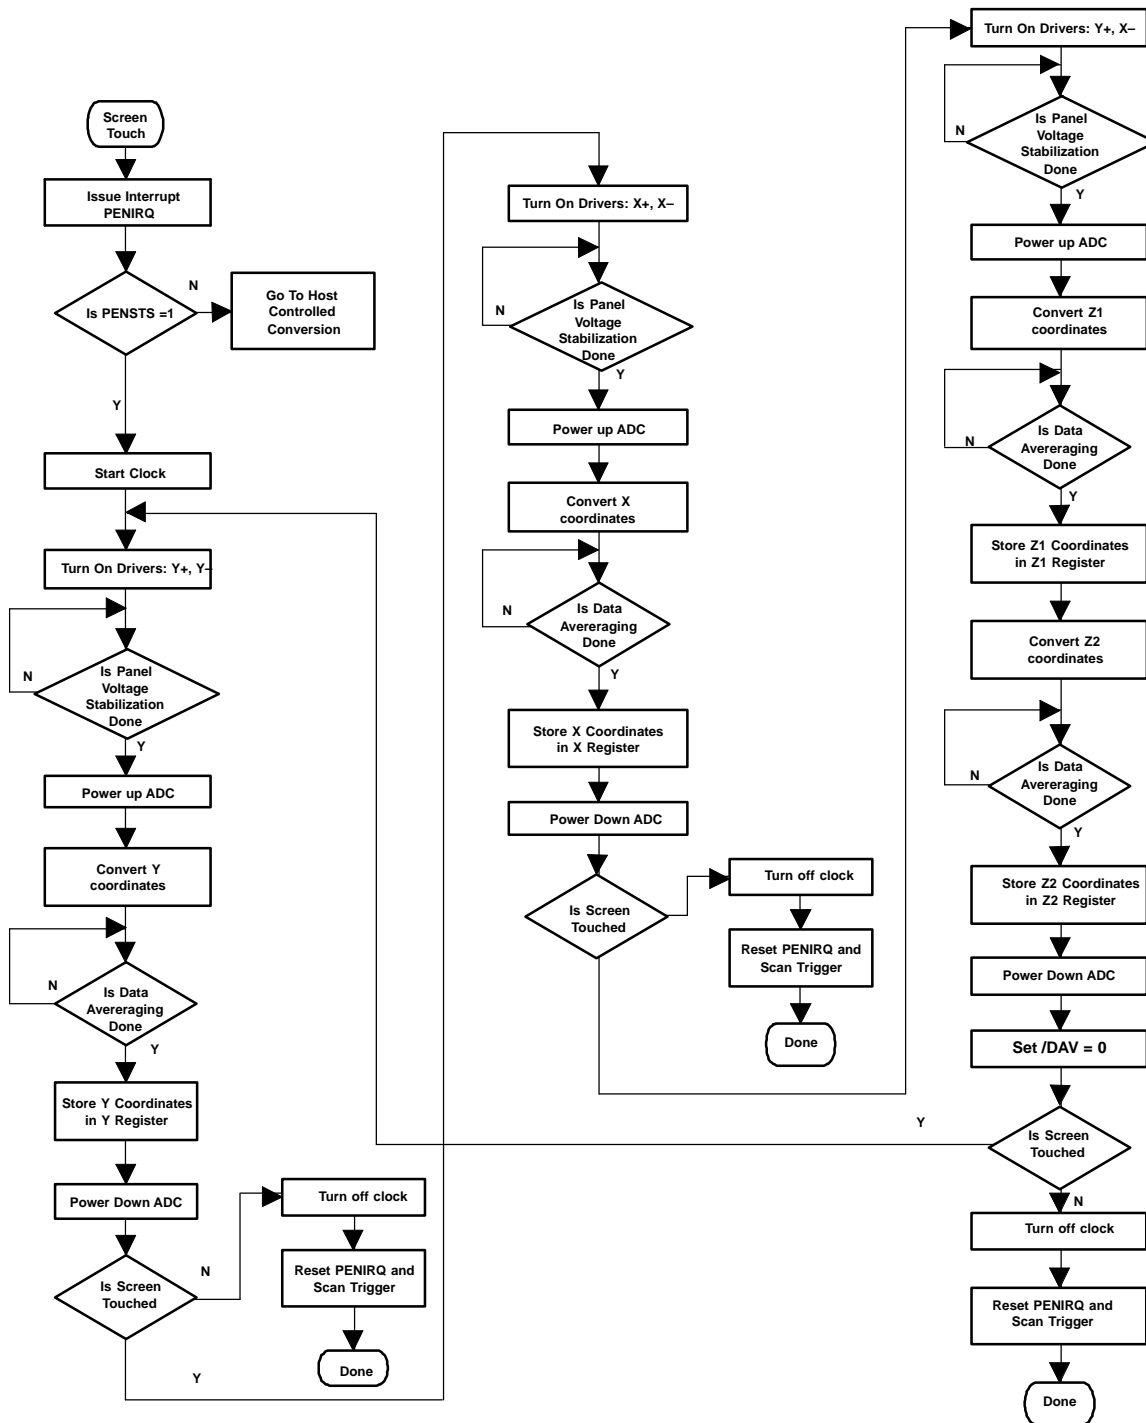 Screen
Touch
Issue Interrupt
PENIRQ
Is PENSTS =1
N
Go To Host
Controlled
Conversion
Y
Start Clock
Turn On Drivers: Y+, Y–
N
Is Panel
Voltage
Stabilization
Done
Y
Power up ADC
Convert Y
coordinates
N
Is Data
Avereraging
Done
Y
Store Y Coordinates
in Y Register
Power Down ADC
Is Screen
Touched
N
Turn off clock
Reset PENIRQ and
Scan Trigger
Done
Y
Turn On Drivers: X+, X–
N
Is Panel
Voltage
Stabilization
Done
Y
Power up ADC
Convert X
coordinates
N
Is Data
Avereraging
Done
Y
Store X Coordinates
in X Register
Power Down ADC
Is Screen
Touched
Turn off clock
Reset PENIRQ and
Scan Trigger
Done
Turn On Drivers: Y+, X–
N
Is Panel
Voltage
Stabilization
Done
Y
Power up ADC
Convert Z1
coordinates
N
Is Data
Avereraging
Done
Y
Store Z1 Coordinates
in Z1 Register
Convert Z2
coordinates
N
Is Data
Avereraging
Done
Y
Store Z2 Coordinates
in Z2 Register
Power Down ADC
Set /DAV = 0
Y
Is Screen
Touched
N
Turn off clock
Reset PENIRQ and
Scan Trigger
Done